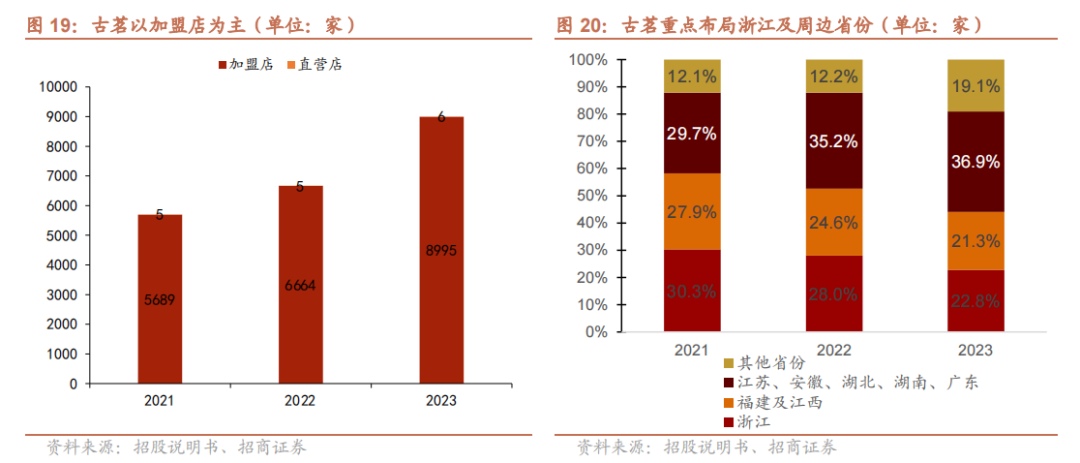 图 19：古茗以加盟店为主（单位：家）
加盟店 直营店
10000
9000
8000
7000
6000
5000
4000
3000
2000
1000
0
5 5 6
5689 6664 8995
2021 2022 2023
资料来源：招股说明书、招商证券
图 20：古茗重点布局浙江及周边省份（单位：家）
100%
90%
80%
70%
60%
50%
40%
30%
20%
10%
0%
12.1% 12.2% 19.1%
29.7% 35.2% 36.9%
27.9% 24.6% 21.3%
30.3% 28.0% 22.8%
2021 2022 2023
其他省份
江苏、安徽、湖北、湖南、广东
福建及江西
浙江
资料来源：招股说明书、招商证券